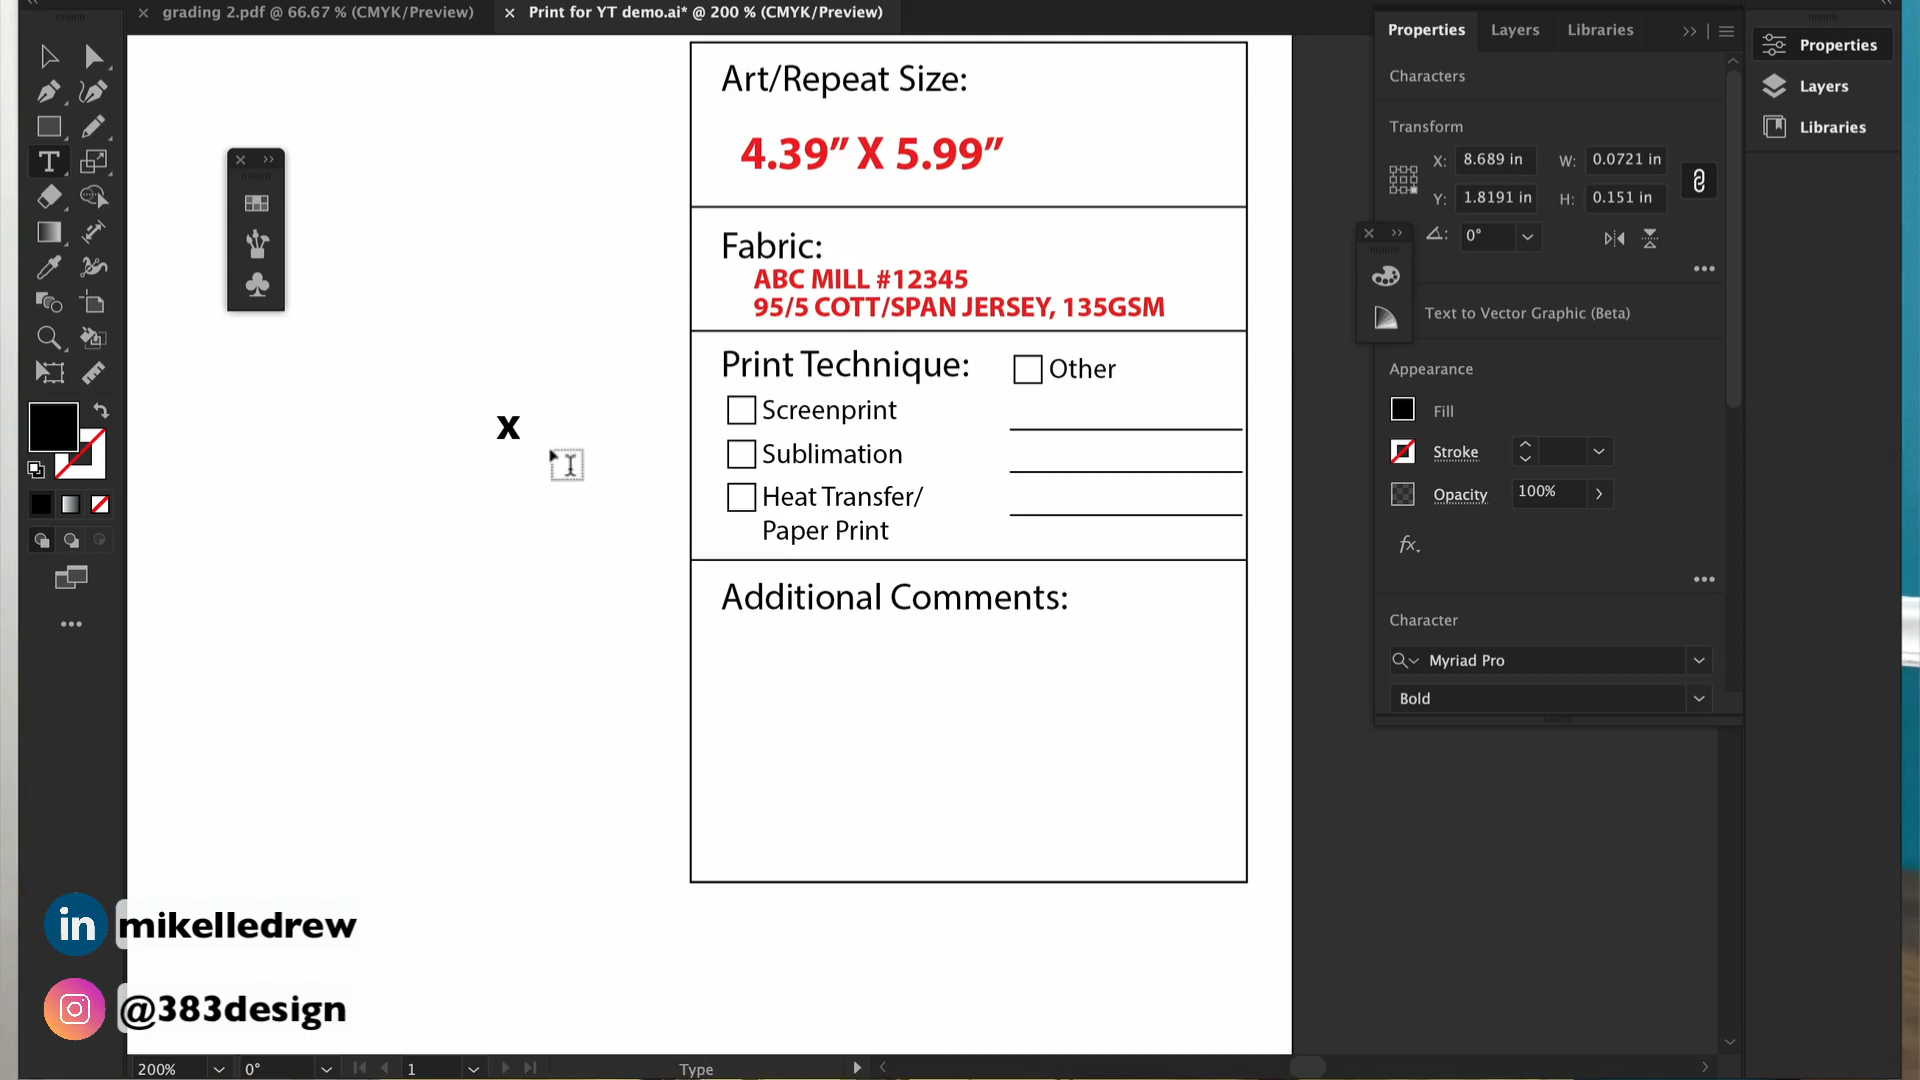 grading 2.pdf @ 66.67 % (CMYK/Preview)
Print for YT demo.ai* @ 200 % (CMYK/Preview)
Art/Repeat Size:
4.39” X 5.99”
Fabric:
ABC MILL #12345
95/5 COTT/SPAN JERSEY, 135GSM
Print Technique:
Other
Screenprint
Sublimation
Heat Transfer/
Paper Print
Additional Comments:
x
T
Properties
Layers
Libraries
Characters
Transform
X: 8.689 in
W: 0.0721 in
Y: 1.8191 in
H: 0.151 in
0°
Text to Vector Graphic (Beta)
Appearance
Fill
Stroke
Opacity
100%
fx.
Character
Myriad Pro
Bold
Properties
Layers
Libraries
in mikelledrew
@383design
200%
0°
1
Type